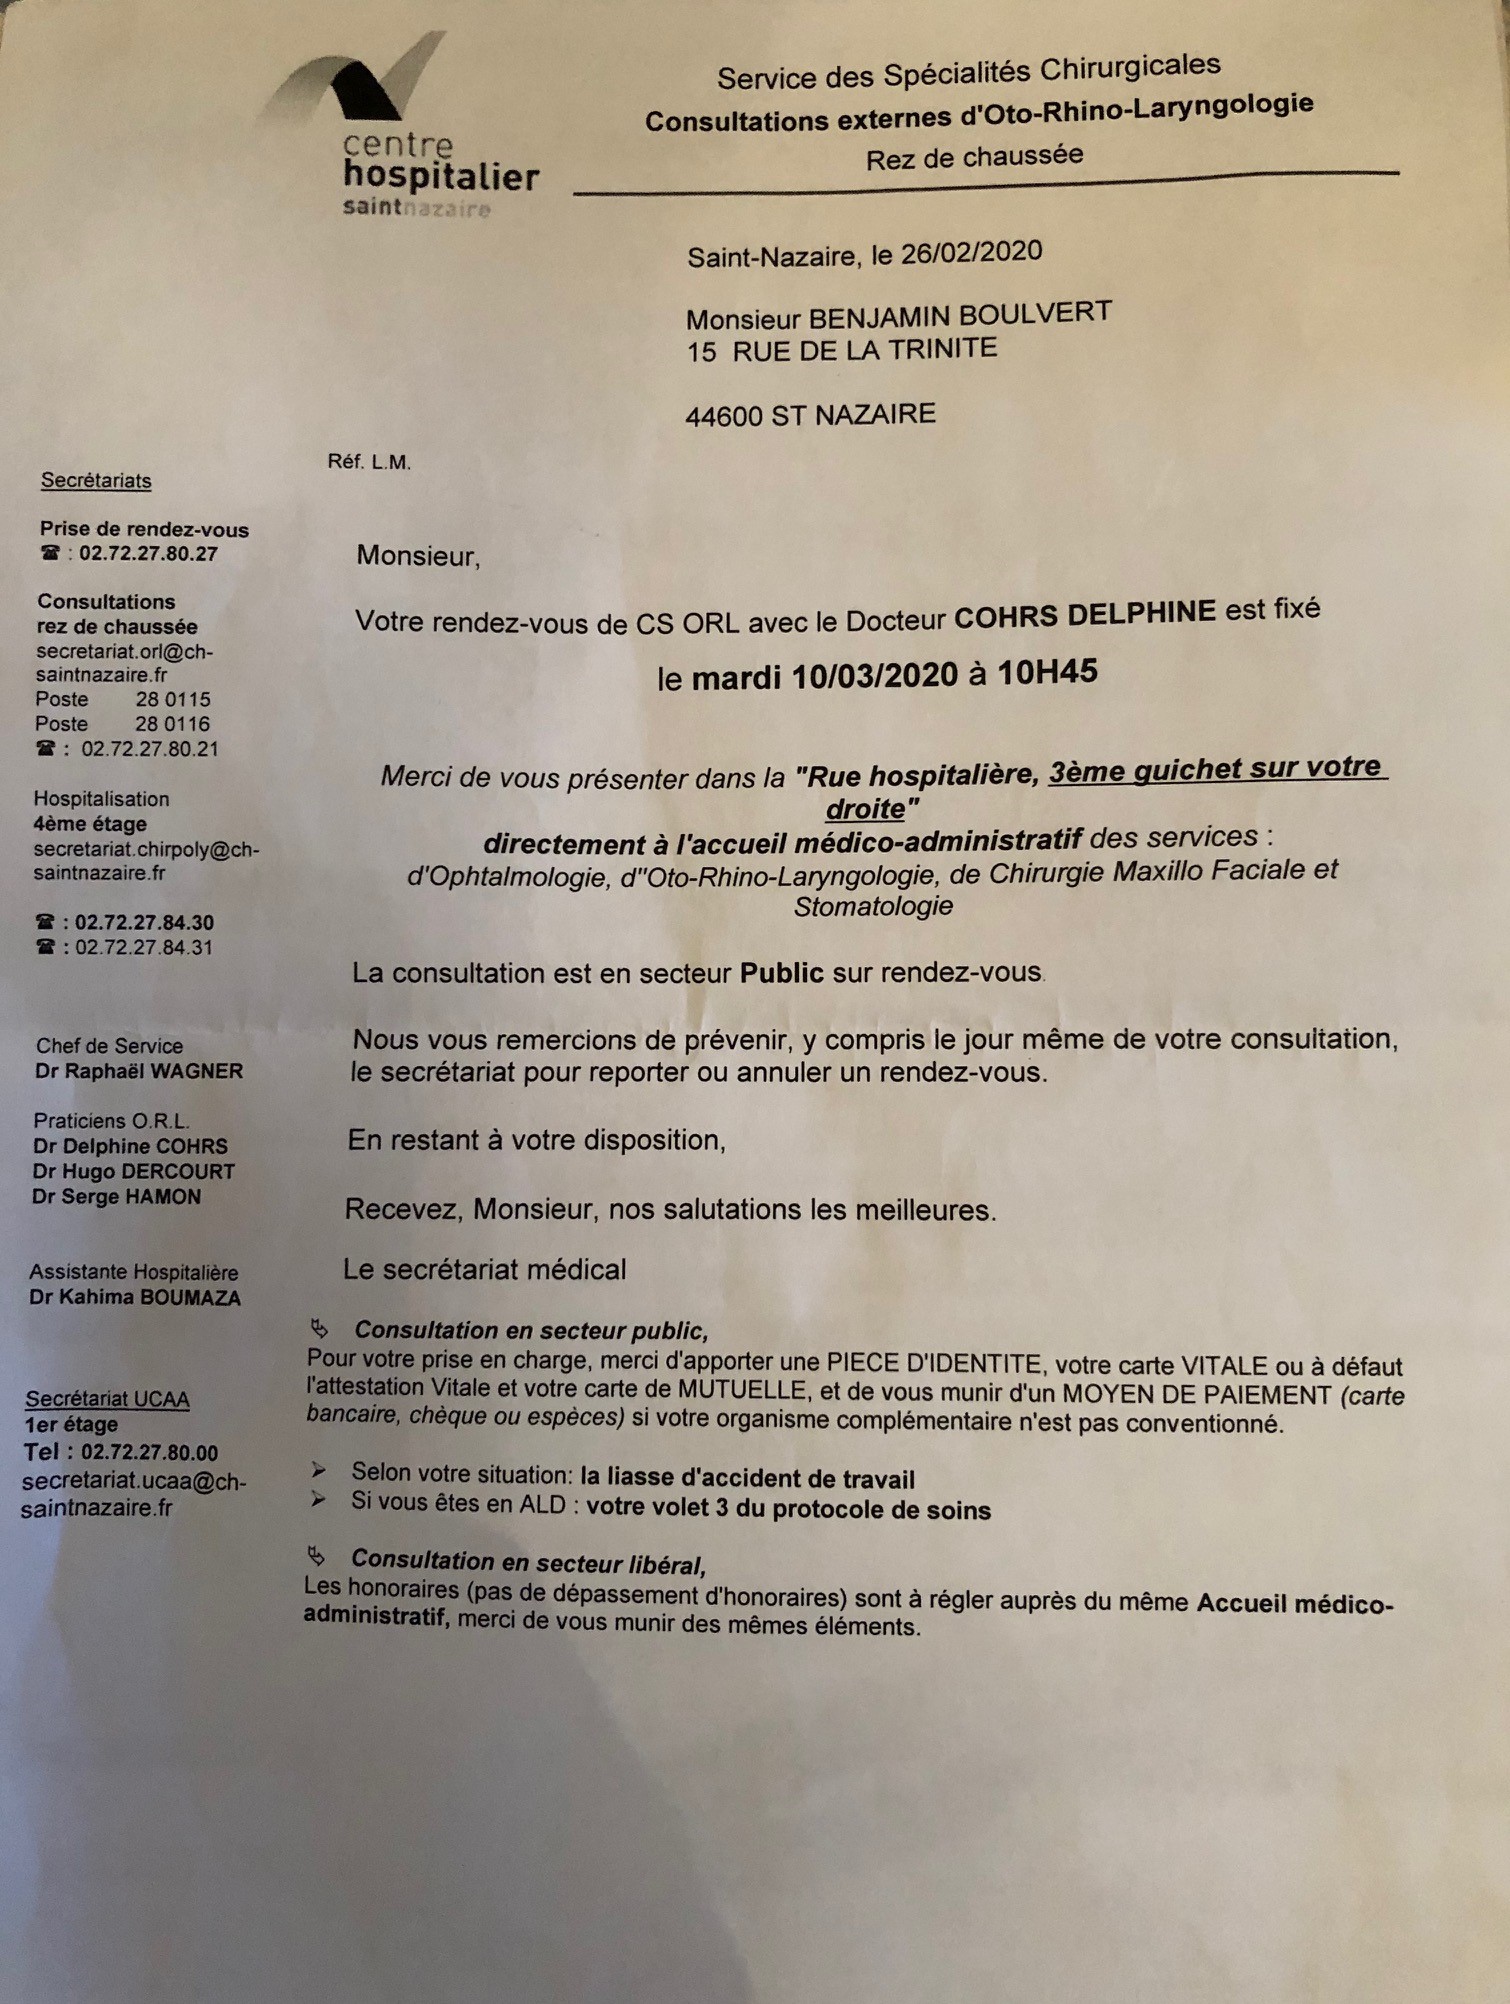 centre
hospitalier
saintnazaire
Service des Spécialités Chirurgicales
Consultations externes d'Oto-Rhino-Laryngologie
Rez de chaussée
Saint-Nazaire, le 26/02/2020
Monsieur BENJAMIN BOULVERT
15 RUE DE LA TRINITE
44600 ST NAZAIRE
Réf. L.M.
Secrétariats
Prise de rendez-vous
☎ : 02.72.27.80.27
Consultations
rez de chaussée
secretariat.orl@ch-
saintnazaire.fr
Poste 28 0115
Poste 28 0116
☎ : 02.72.27.80.21
Hospitalisation
4ème étage
secretariat.chirpoly@ch-
saintnazaire.fr
☎ : 02.72.27.84.30
☎ : 02.72.27.84.31
Chef de Service
Dr Raphaël WAGNER
Praticiens O.R.L.
Dr Delphine COHRS
Dr Hugo DERCOURT
Dr Serge HAMON
Assistante Hospitalière
Dr Kahima BOUMAZA
Secrétariat UCAA
1er étage
Tel : 02.72.27.80.00
secretariat.ucaa@ch-
saintnazaire.fr
Monsieur,
Votre rendez-vous de CS ORL avec le Docteur COHRS DELPHINE est fixé
le mardi 10/03/2020 à 10H45
Merci de vous présenter dans la "Rue hospitalière, 3ème guichet sur votre
droite"
directement à l'accueil médico-administratif des services :
d'Ophtalmologie, d"Oto-Rhino-Laryngologie, de Chirurgie Maxillo Faciale et
Stomatologie
La consultation est en secteur Public sur rendez-vous.
Nous vous remercions de prévenir, y compris le jour même de votre consultation,
le secrétariat pour reporter ou annuler un rendez-vous.
En restant à votre disposition,
Recevez, Monsieur, nos salutations les meilleures.
Le secrétariat médical
Consultation en secteur public,
Pour votre prise en charge, merci d'apporter une PIECE D'IDENTITE, votre carte VITALE ou à défaut
l'attestation Vitale et votre carte de MUTUELLE, et de vous munir d'un MOYEN DE PAIEMENT (carte
bancaire, chèque ou espèces) si votre organisme complémentaire n'est pas conventionné.
➢ Selon votre situation: la liasse d'accident de travail
➢ Si vous êtes en ALD : votre volet 3 du protocole de soins
Consultation en secteur libéral,
Les honoraires (pas de dépassement d'honoraires) sont à régler auprès du même Accueil médico-
administratif, merci de vous munir des mêmes éléments.